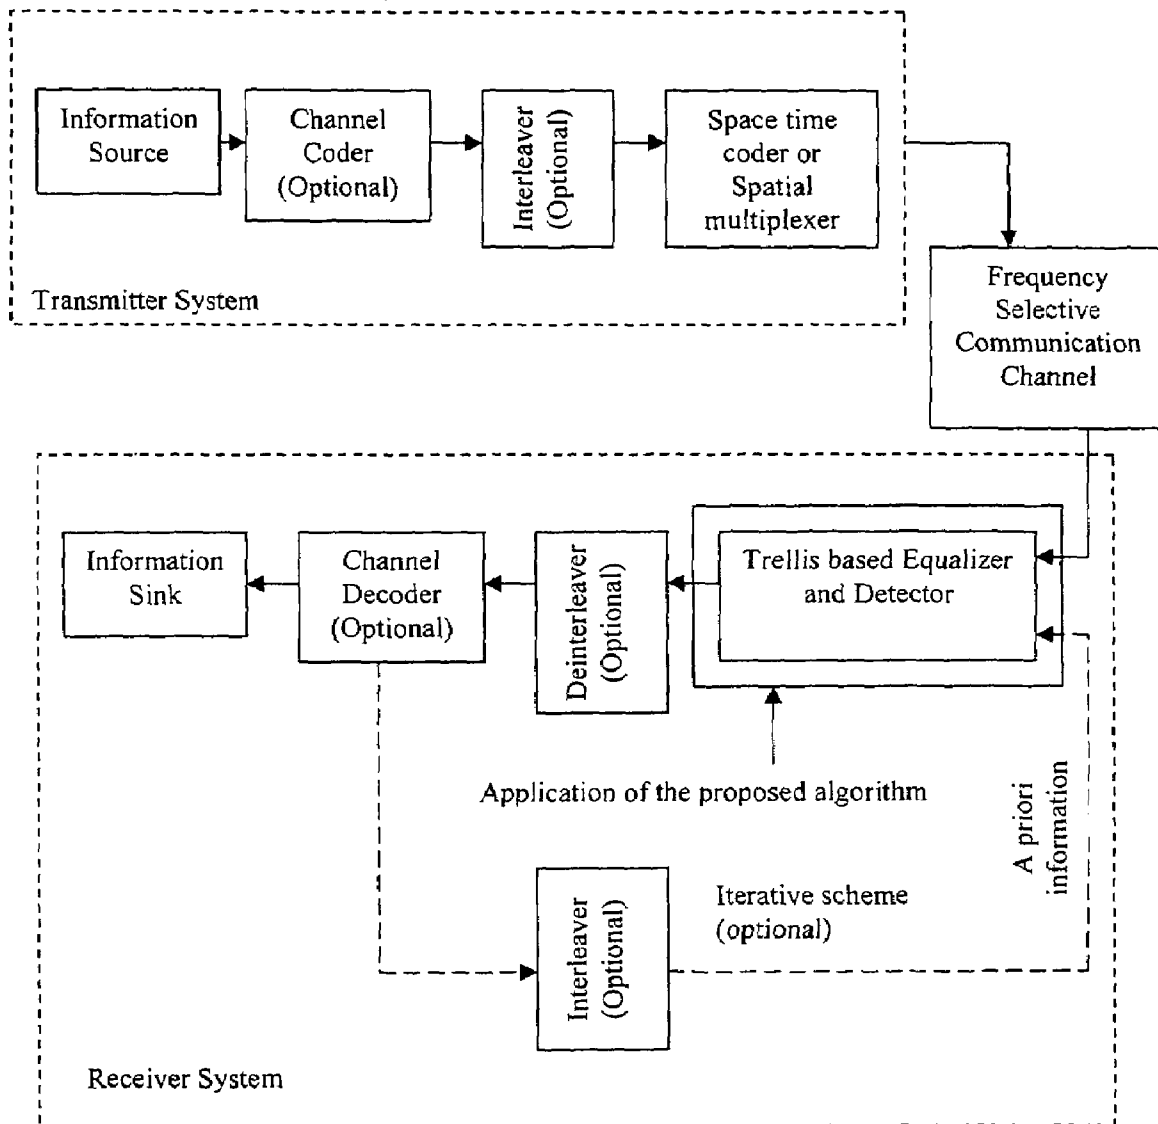 Information
Source
Channel
Coder
(Optional)
Interleaver
(Optional)
Space time
coder or
Spatial
multiplexer
Transmitter System
Frequency
Selective
Communication
Channel
Information
Sink
Channel
Decoder
(Optional)
Deinterleaver
(Optional)
Trellis based Equalizer
and Detector
Application of the proposed algorithm
A priori
information
Interleaver
(Optional)
Iterative scheme
(optional)
Receiver System